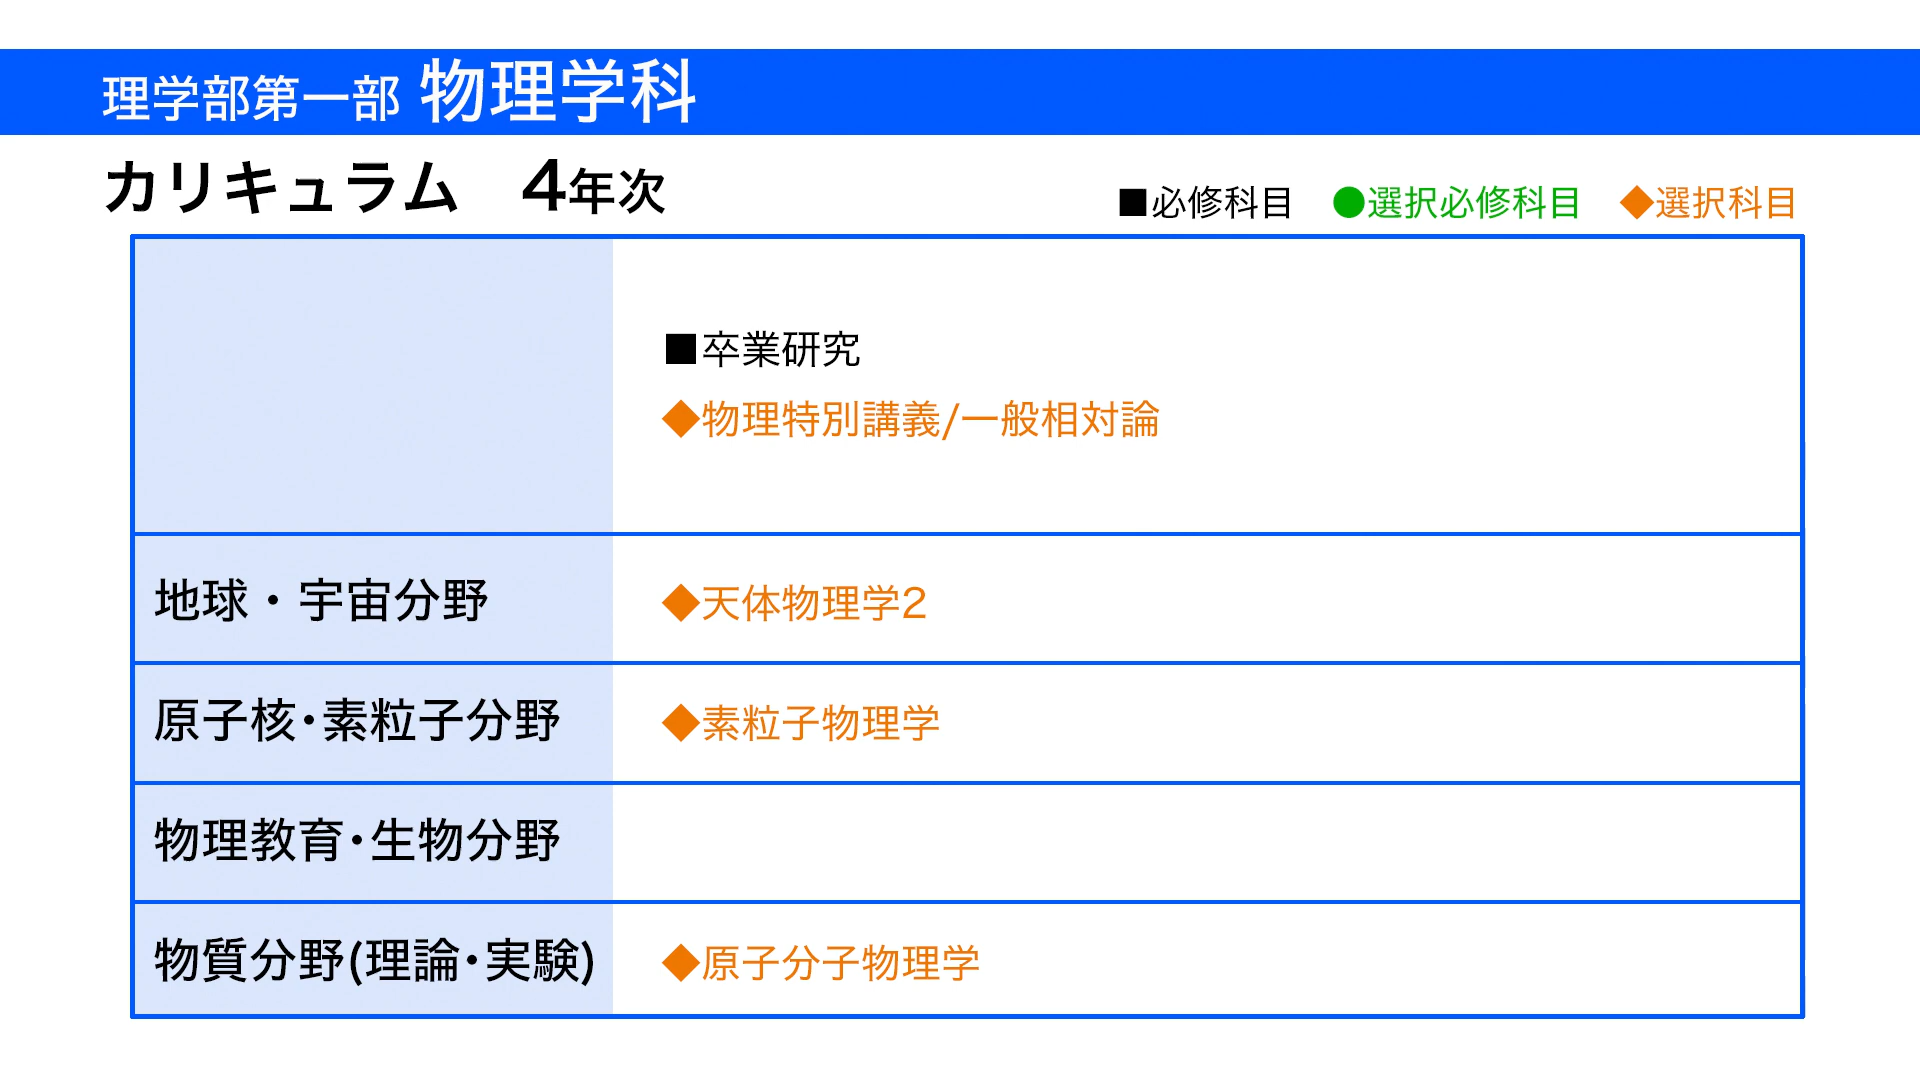 理学部第一部 物理学科
カリキュラム　4年次
■必修科目　●選択必修科目　◆選択科目
■卒業研究
◆物理特別講義/一般相対論
地球・宇宙分野
◆天体物理学2
原子核・素粒子分野
◆素粒子物理学
物理教育・生物分野
物質分野(理論・実験)
◆原子分子物理学